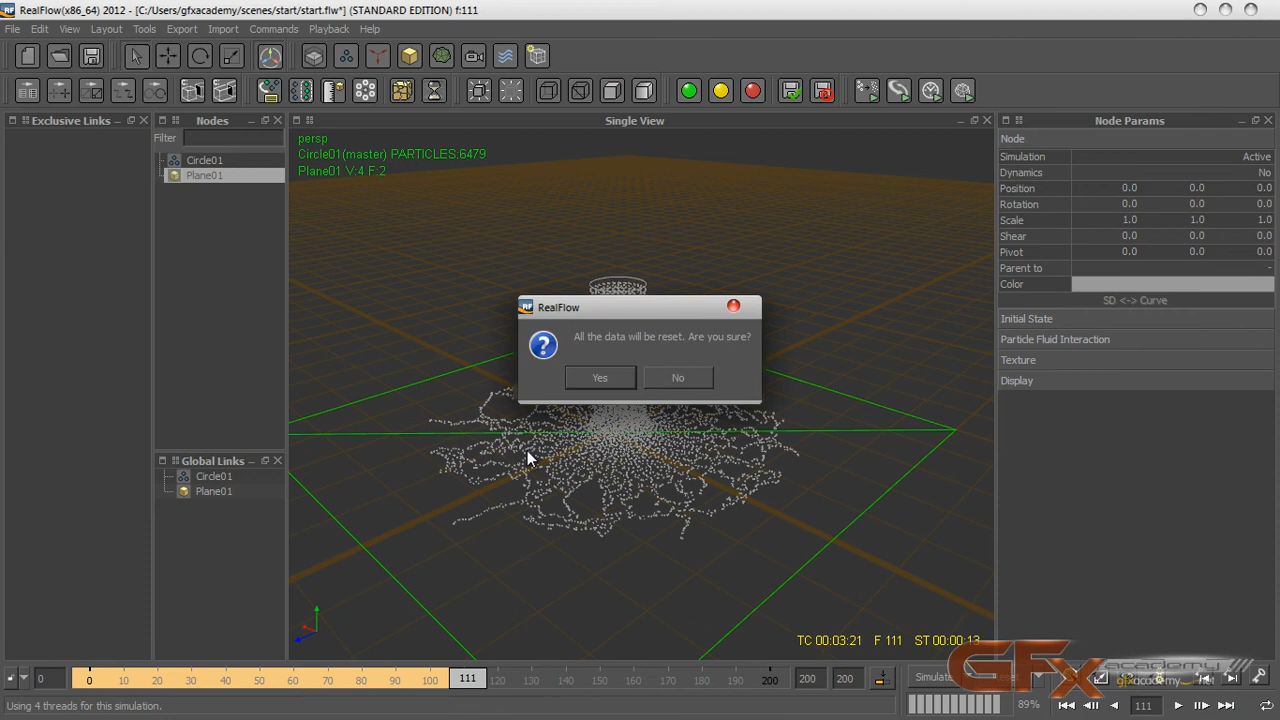 RealFlow(x86_64) 2012 - [C:/Users/gfxacademy/scenes/start/start.flw*] (STANDARD EDITION) f:111
File Edit View Layout Tools Export Import Commands Playback Help
Exclusive Links
Nodes
Filter
Circle01
Plane01
Global Links
Circle01
Plane01
Single View
persp
Circle01(master) PARTICLES:6479
Plane01 V:4 F:2
RealFlow
All the data will be reset. Are you sure?
Yes No
TC 00:03:21 F 111 ST 00:00:13
Node Params
Node
Simulation Active
Dynamics No
Position 0.0 0.0 0.0
Rotation 0.0 0.0 0.0
Scale 1.0 1.0 1.0
Shear 0.0 0.0 0.0
Pivot 0.0 0.0 0.0
Parent to -
Color
SD <-> Curve
Initial State
Particle Fluid Interaction
Texture
Display
0 0 10 20 30 40 50 60 70 80 90 100 111 120 130 140 150 160 170 180 190 200 200 200
GFx academy
gfxacademy.net
Using 4 threads for this simulation.
89% 111